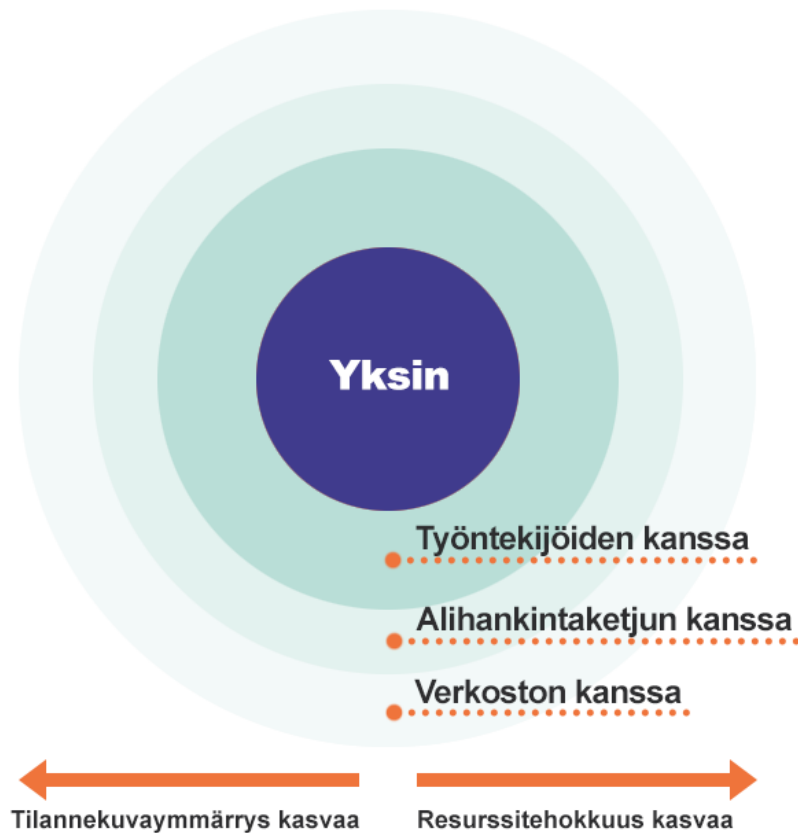 Yksin
Työntekijöiden kanssa
Alihankintaketjun kanssa
Verkoston kanssa
Tilannekuvaymmärrys kasvaa
Resurssitehokkuus kasvaa